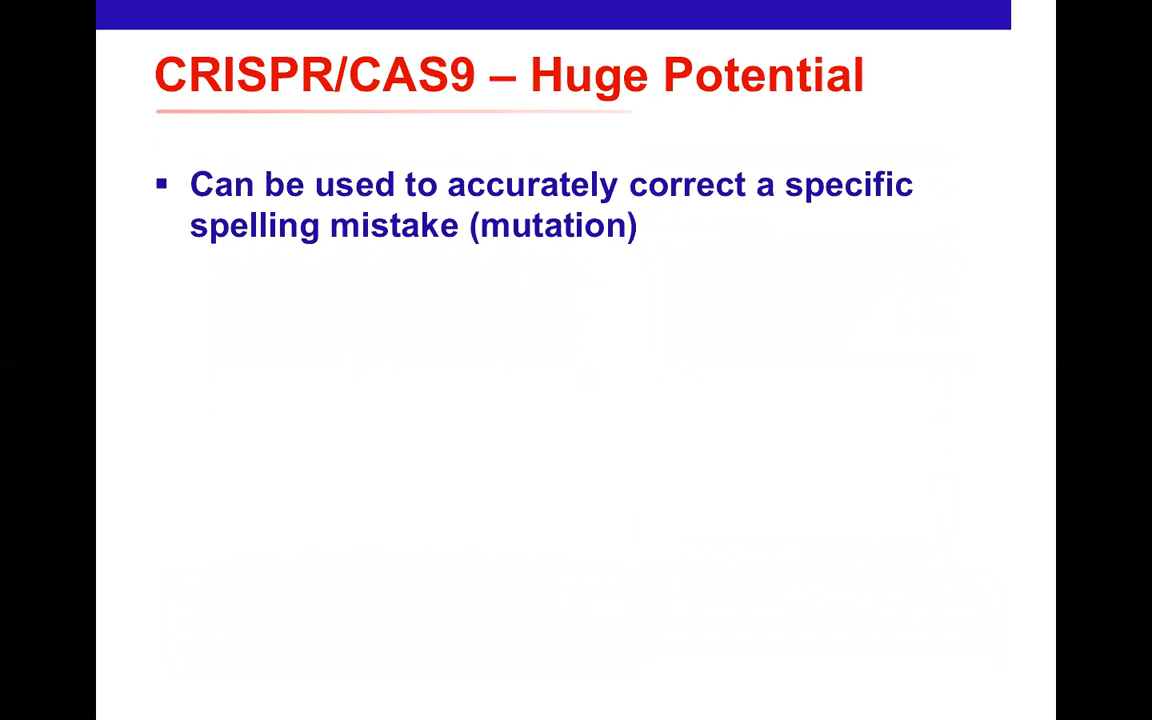 CRISPR/CAS9 – Huge Potential
▪ Can be used to accurately correct a specific
spelling mistake (mutation)